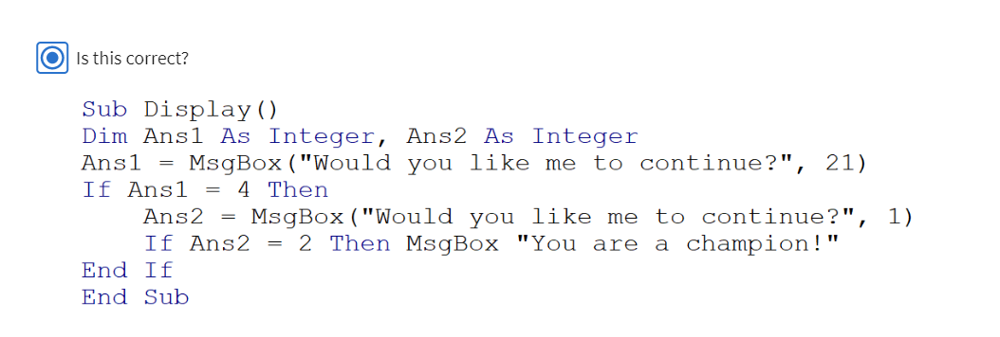 Is this correct?
Sub Display()
Dim Ans1 As Integer, Ans2 As Integer
Ans1 = MsgBox("Would you like me to continue?", 21)
If Ans1 = 4 Then
    Ans2 = MsgBox("Would you like me to continue?", 1)
    If Ans2 = 2 Then MsgBox "You are a champion!"
End If
End Sub